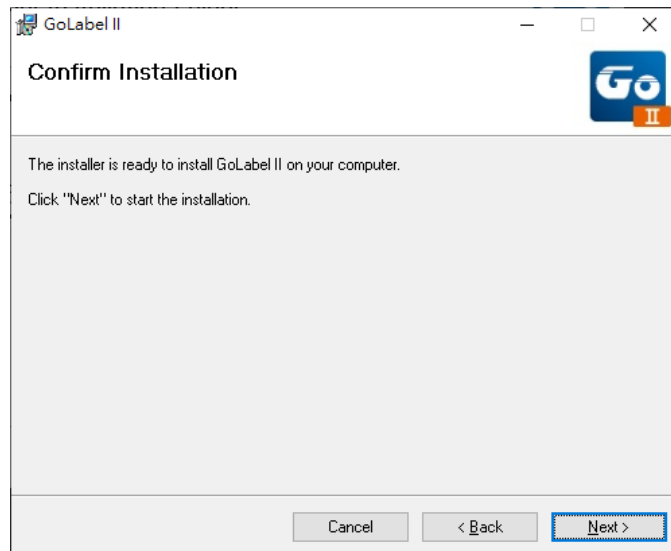 GoLabel II
Confirm Installation
Go
II
The installer is ready to install GoLabel II on your computer.
Click "Next" to start the installation.
Cancel
< Back
Next >